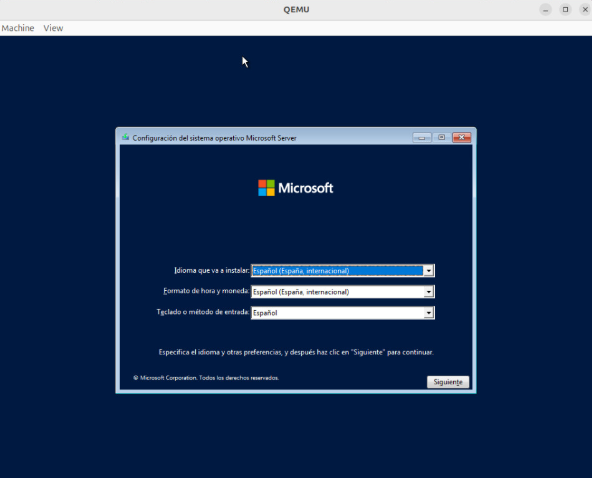 QEMU
Machine View
Configuración del sistema operativo Microsoft Server
Microsoft
Idioma que va a instalar: Español (España, internacional)
Formato de hora y moneda: Español (España, internacional)
Teclado o método de entrada: Español
Especifica el idioma y otras preferencias, y después haz clic en "Siguiente" para continuar.
© Microsoft Corporation. Todos los derechos reservados.
Siguiente